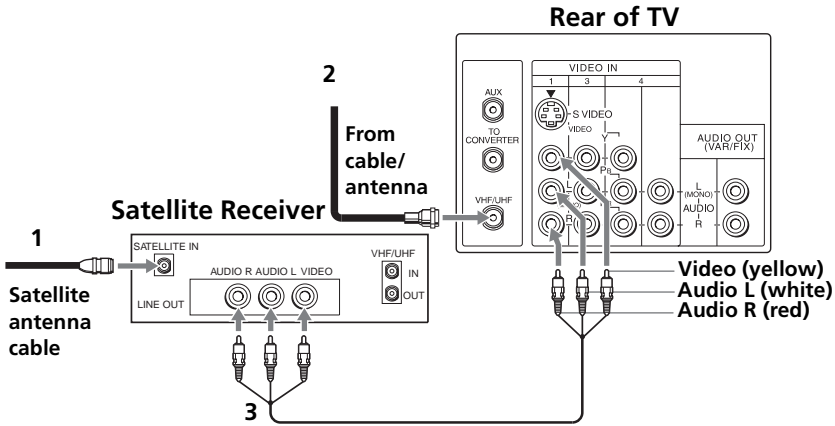 Rear of TV
2
VIDEO IN
1 3 4
AUX
S VIDEO
VIDEO
TO
CONVERTER
Y
AUDIO OUT
(VAR/FIX)
From
cable/
antenna
PB
L
L
(MONO)
AUDIO
R
R
VHF/UHF
Satellite Receiver
1
SATELLITE IN
VHF/UHF
IN
OUT
AUDIO R AUDIO L VIDEO
LINE OUT
Satellite
antenna
cable
Video (yellow)
Audio L (white)
Audio R (red)
3